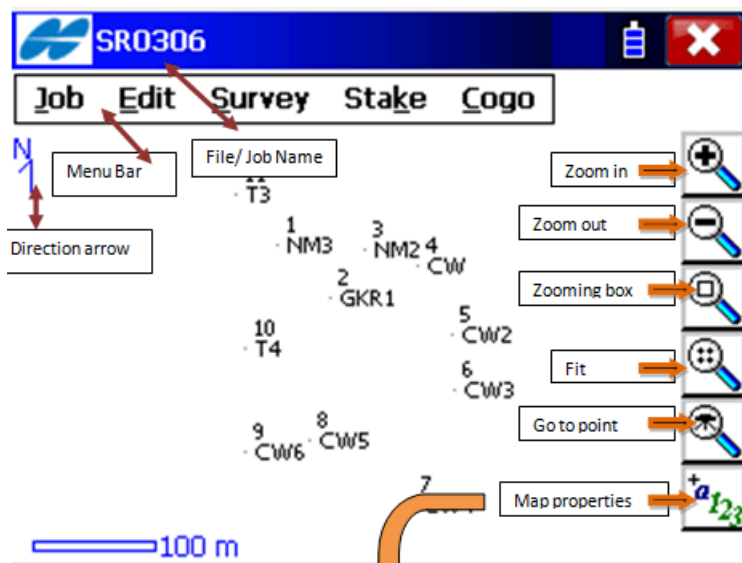 SR0306
Job Edit Survey Stake Cogo
N
Menu Bar
File/ Job Name
Zoom in
T3
Direction arrow
1
NM3
3
NM2
4
CW
Zoom out
2
GKR1
Zooming box
5
CW2
10
T4
6
CW3
Fit
9
CW6
8
CW5
Go to point
7
Map properties
+a123
100 m